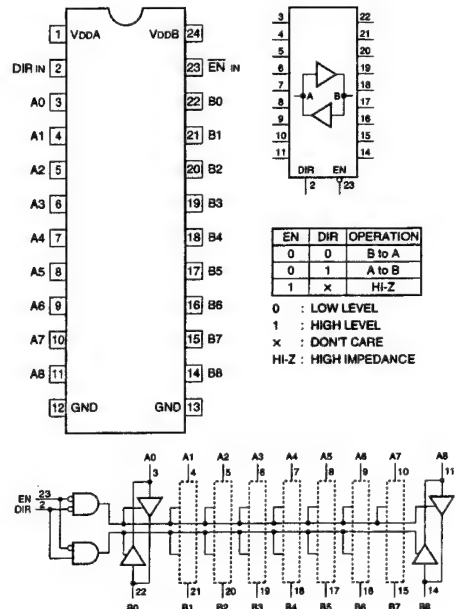 1 VDDA VDDB 24
DIR IN 2 23 EN IN
A0 3 22 B0
A1 4 21 B1
A2 5 20 B2
A3 6 19 B3
A4 7 18 B4
A5 8 17 B5
A6 9 16 B6
A7 10 15 B7
A8 11 14 B8
12 GND GND 13
3 22
4 21
5 20
6 19
7 A B 18
8 17
9 16
10 15
11 14
DIR EN
2 23
EN DIR OPERATION
0 0 B to A
0 1 A to B
1 × Hi-Z
0 : LOW LEVEL
1 : HIGH LEVEL
× : DON'T CARE
HI-Z : HIGH IMPEDANCE
A0 A1 A2 A3 A4 A5 A6 A7 A8
3 4 5 6 7 8 9 10 11
EN 23
DIR 2
22 21 20 19 18 17 16 15 14
B0 B1 B2 B3 B4 B5 B6 B7 B8